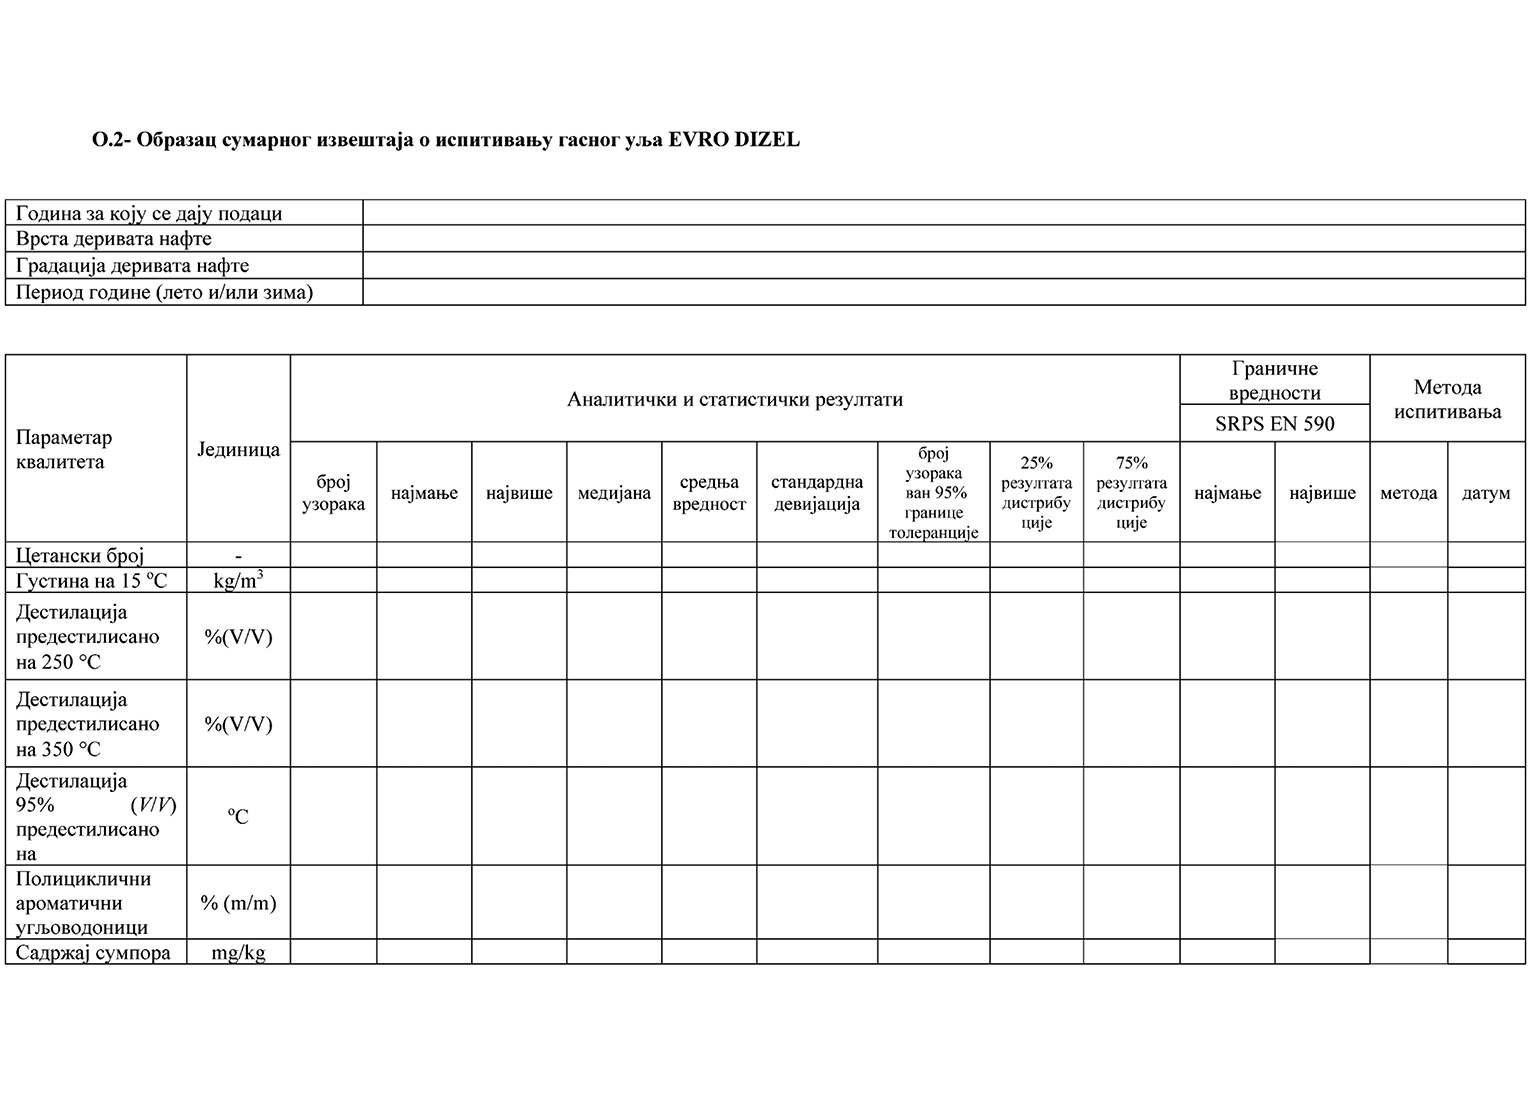 О.2- Образац сумарног извештаја о испитивању гасног уља EVRO DIZEL
Година за коју се дају подаци
Врста деривата нафте
Градација деривата нафте
Период године (лето и/или зима)
Параметар
квалитета
Јединица
Аналитички и статистички резултати
Граничне
вредности
SRPS EN 590
Метода
испитивања
број
узорака
најмање
највише
медијана
средња
вредност
стандардна
девијација
број
узорака
ван 95%
границе
толеранције
25%
резултата
дистрибу
ције
75%
резултата
дистрибу
ције
најмање
највише
метода
датум
Цетански број
-
Густина на 15 ºС
kg/m³
Дестилација
предестилисано
на 250 °С
%(V/V)
Дестилација
предестилисано
на 350 °С
%(V/V)
Дестилација
95% (V/V)
предестилисано
на
ºС
Полициклични
ароматични
угљоводоници
% (m/m)
Садржај сумпора
mg/kg